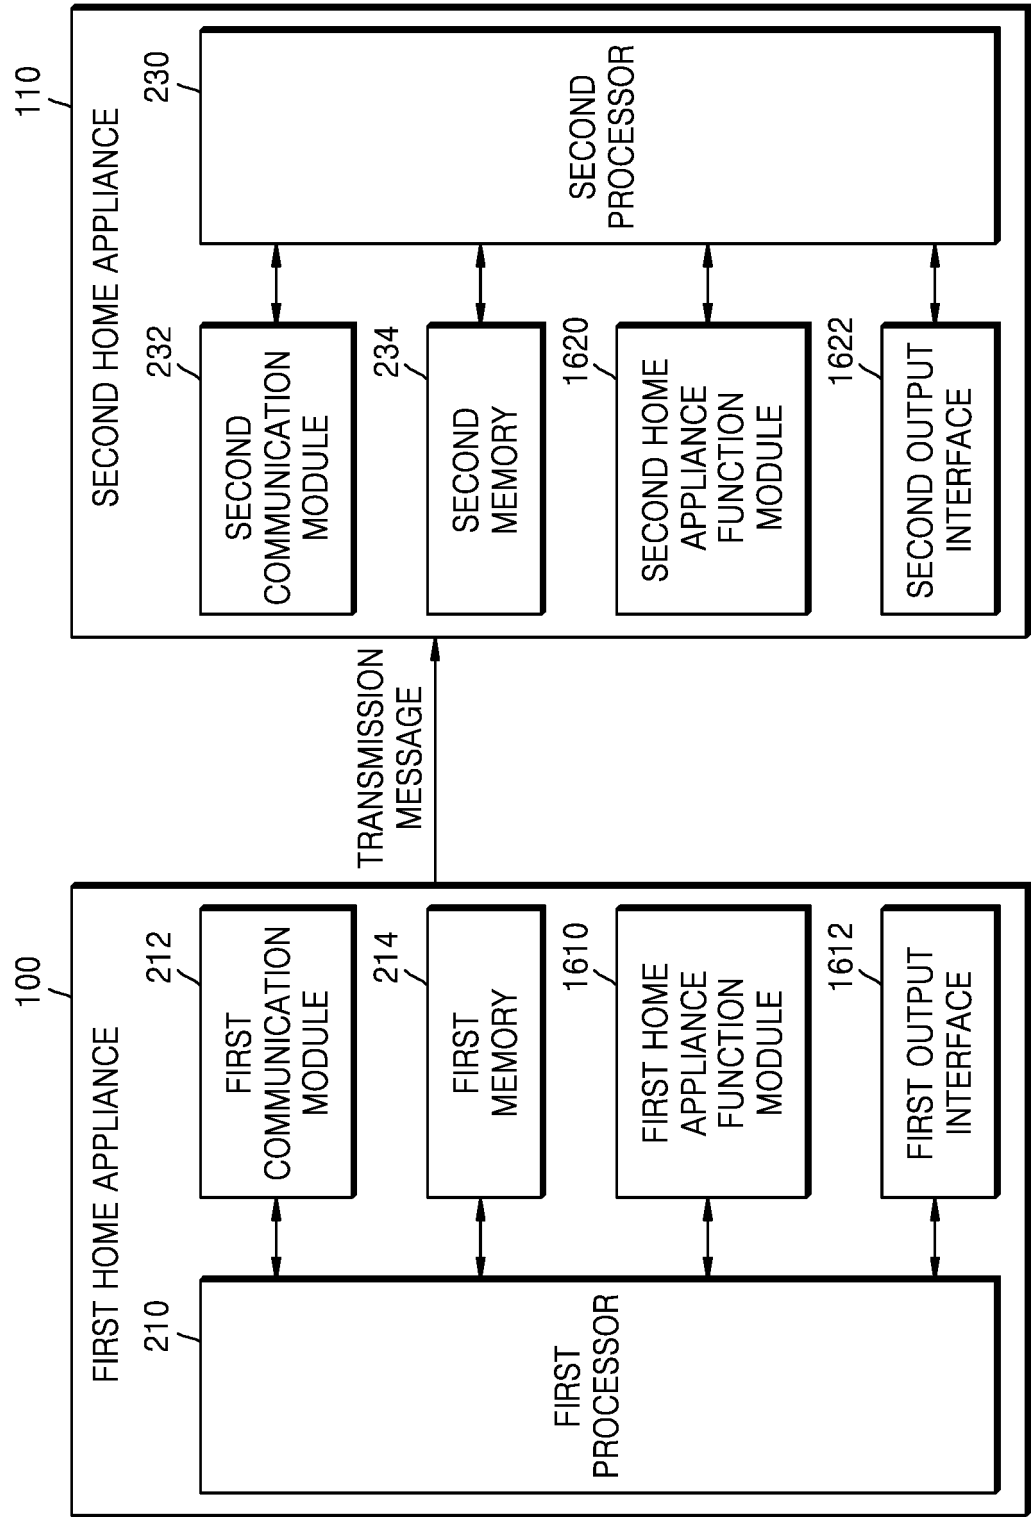 100
FIRST HOME APPLIANCE
210
FIRST
PROCESSOR
212
FIRST
COMMUNICATION
MODULE
214
FIRST
MEMORY
1610
FIRST HOME
APPLIANCE
FUNCTION
MODULE
1612
FIRST OUTPUT
INTERFACE
TRANSMISSION
MESSAGE
110
SECOND HOME APPLIANCE
232
SECOND
COMMUNICATION
MODULE
234
SECOND
MEMORY
1620
SECOND HOME
APPLIANCE
FUNCTION
MODULE
1622
SECOND OUTPUT
INTERFACE
230
SECOND
PROCESSOR